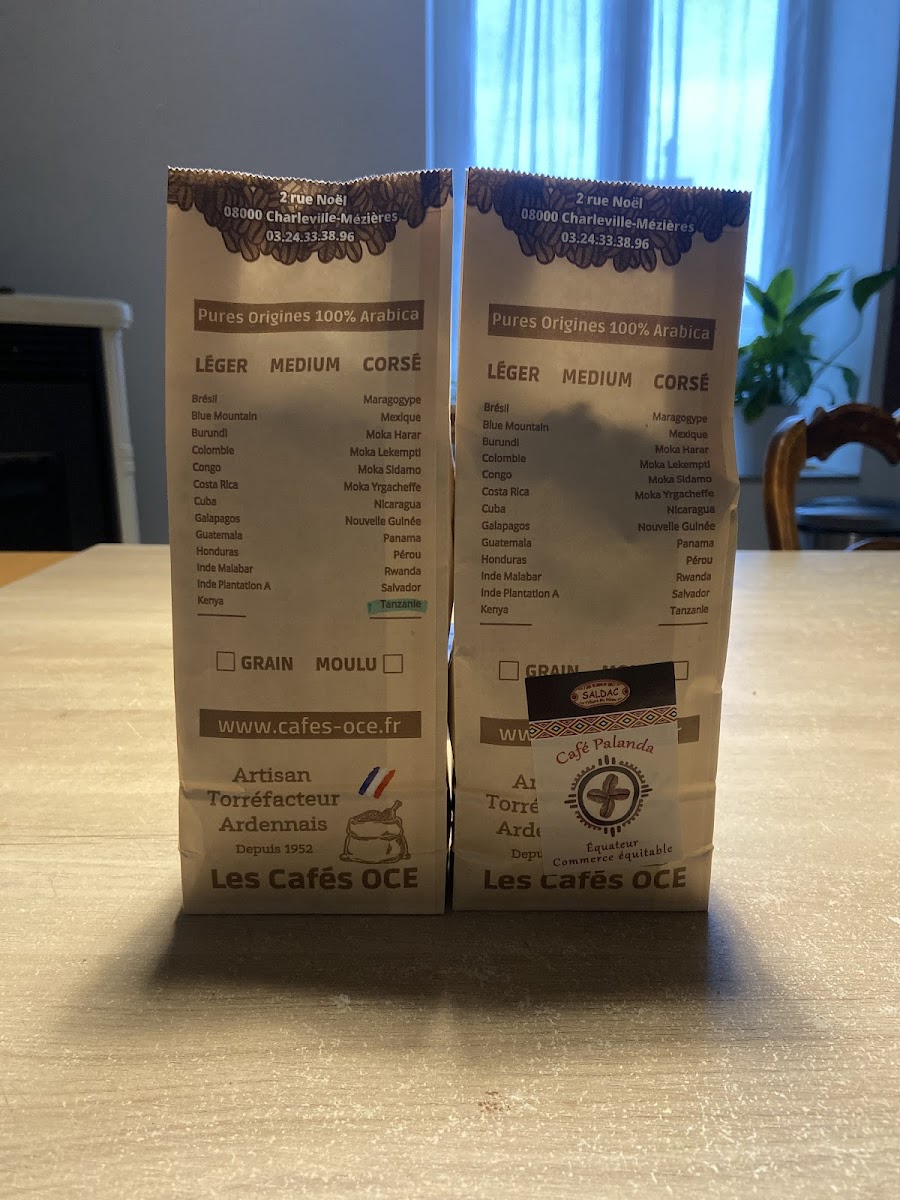 2 rue Noël
08000 Charleville-Mézières
03.24.33.38.96
Pures Origines 100% Arabica
LÉGER MEDIUM CORSÉ
Brésil Maragogype
Blue Mountain Mexique
Burundi Moka Harar
Colombie Moka Lekempti
Congo Moka Sidamo
Costa Rica Moka Yrgacheffe
Cuba Nicaragua
Galapagos Nouvelle Guinée
Guatemala Panama
Honduras Pérou
Inde Malabar Rwanda
Inde Plantation A Salvador
Kenya Tanzanie
GRAIN MOULU
www.cafes-oce.fr
Artisan
Torréfacteur
Ardennais
Depuis 1952
Les Cafés OCE
2 rue Noël
08000 Charleville-Mézières
03.24.33.38.96
Pures Origines 100% Arabica
LÉGER MEDIUM CORSÉ
Brésil Maragogype
Blue Mountain Mexique
Burundi Moka Harar
Colombie Moka Lekempti
Congo Moka Sidamo
Costa Rica Moka Yrgacheffe
Cuba Nicaragua
Galapagos Nouvelle Guinée
Guatemala Panama
Honduras Pérou
Inde Malabar Rwanda
Inde Plantation A Salvador
Kenya Tanzanie
GRAIN
SALDAC
Café Palanda
Équateur
Commerce équitable
Les Cafés OCE